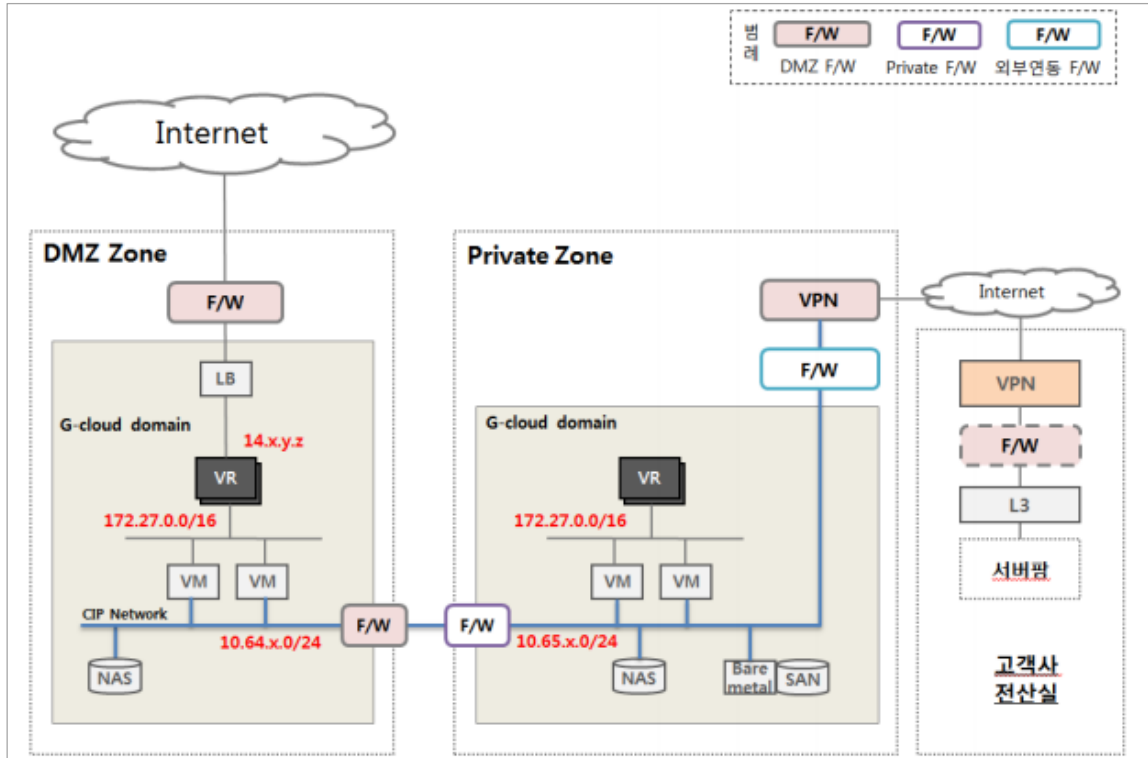 범
례
F/W
F/W
F/W
DMZ F/W
Private F/W
외부연동 F/W
Internet
DMZ Zone
F/W
LB
G-cloud domain
14.x.y.z
VR
172.27.0.0/16
VM
VM
CIP Network
10.64.x.0/24
NAS
F/W
F/W
Private Zone
VPN
F/W
G-cloud domain
VR
172.27.0.0/16
VM
VM
10.65.x.0/24
NAS
Bare
metal
SAN
Internet
VPN
F/W
L3
서버팜
고객사
전산실